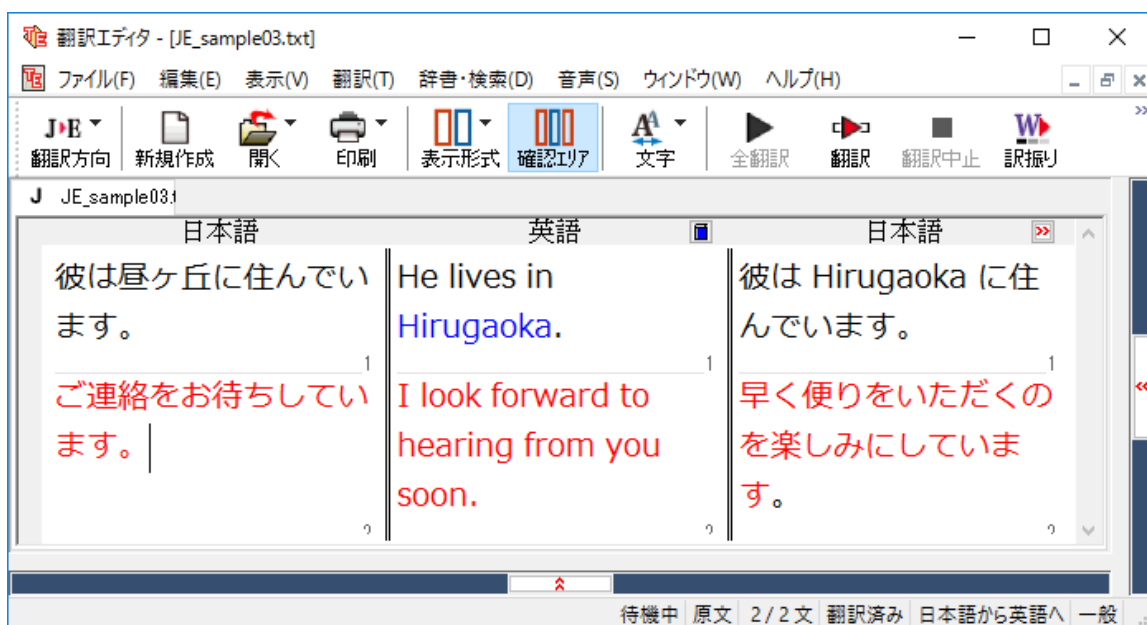 翻訳エディタ - [JE_sample03.txt]
ファイル(F) 編集(E) 表示(V) 翻訳(T) 辞書・検索(D) 音声(S) ウィンドウ(W) ヘルプ(H)
J▶E
翻訳方向 新規作成 開く 印刷 表示形式 確認エリア 文字 全翻訳 翻訳 翻訳中止 訳振り
J JE_sample03.t
日本語 英語 日本語
彼は昼ヶ丘に住んでい
ます。
1
He lives in
Hirugaoka.
1
彼は Hirugaoka に住
んでいます。
1
ご連絡をお待ちしてい
ます。
2
I look forward to
hearing from you
soon.
2
早く便りをいただくの
を楽しみにしていま
す。
2
待機中 原文 2/2文 翻訳済み 日本語から英語へ 一般